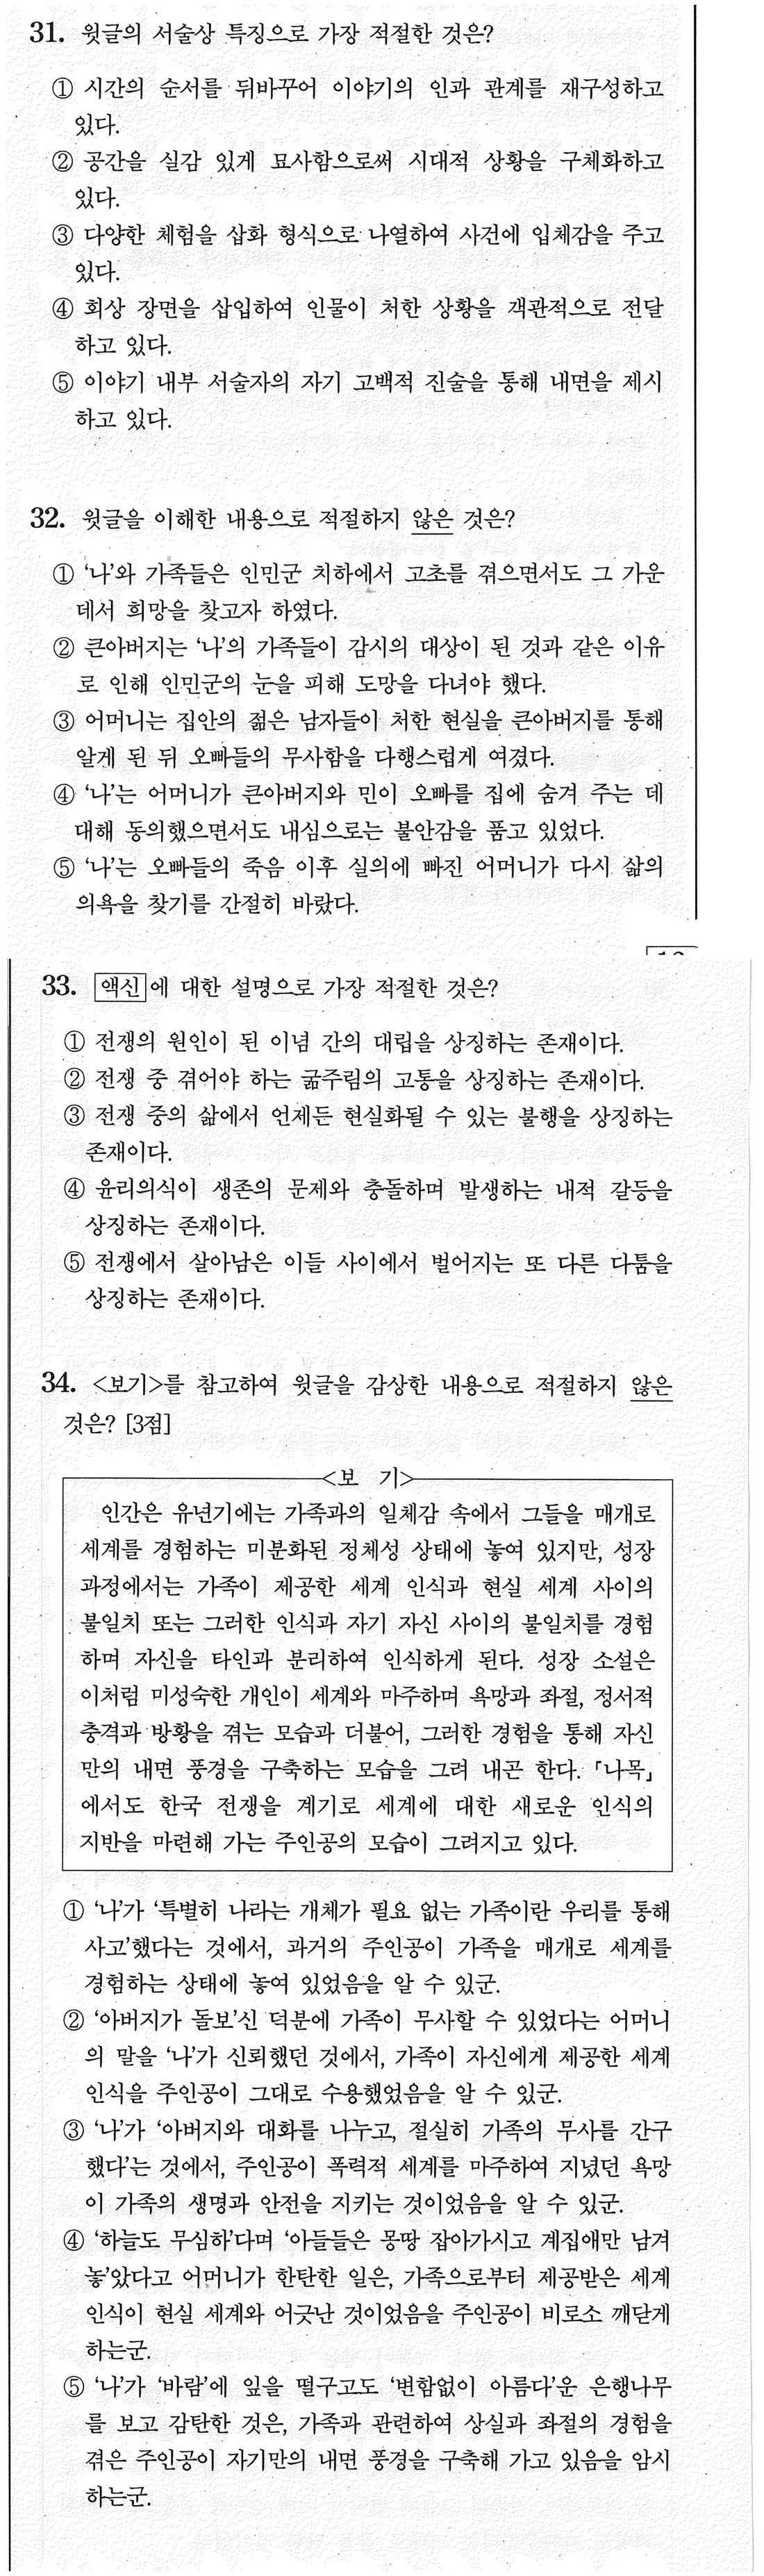 31. 윗글의 서술상 특징으로 가장 적절한 것은?
① 시간의 순서를 뒤바꾸어 이야기의 인과 관계를 재구성하고
있다.
② 공간을 실감 있게 묘사함으로써 시대적 상황을 구체화하고
있다.
③ 다양한 체험을 삽화 형식으로 나열하여 사건에 입체감을 주고
있다.
④ 회상 장면을 삽입하여 인물이 처한 상황을 객관적으로 전달
하고 있다.
⑤ 이야기 내부 서술자의 자기 고백적 진술을 통해 내면을 제시
하고 있다.
32. 윗글을 이해한 내용으로 적절하지 않은 것은?
① ‘나’와 가족들은 인민군 치하에서 고초를 겪으면서도 그 가운
데서 희망을 찾고자 하였다.
② 큰아버지는 ‘나’의 가족들이 감시의 대상이 된 것과 같은 이유
로 인해 인민군의 눈을 피해 도망을 다녀야 했다.
③ 어머니는 집안의 젊은 남자들이 처한 현실을 큰아버지를 통해
알게 된 뒤 오빠들의 무사함을 다행스럽게 여겼다.
④ ‘나’는 어머니가 큰아버지와 민이 오빠를 집에 숨겨 주는 데
대해 동의했으면서도 내심으로는 불안감을 품고 있었다.
⑤ ‘나’는 오빠들의 죽음 이후 실의에 빠진 어머니가 다시 삶의
의욕을 찾기를 간절히 바랐다.
33. 액신에 대한 설명으로 가장 적절한 것은?
① 전쟁의 원인이 된 이념 간의 대립을 상징하는 존재이다.
② 전쟁 중 겪어야 하는 굶주림의 고통을 상징하는 존재이다.
③ 전쟁 중의 삶에서 언제든 현실화될 수 있는 불행을 상징하는
존재이다.
④ 윤리의식이 생존의 문제와 충돌하며 발생하는 내적 갈등을
상징하는 존재이다.
⑤ 전쟁에서 살아남은 이들 사이에서 벌어지는 또 다른 다툼을
상징하는 존재이다.
34. <보기>를 참고하여 윗글을 감상한 내용으로 적절하지 않은
것은? [3점]
<보 기>
인간은 유년기에는 가족과의 일체감 속에서 그들을 매개로
세계를 경험하는 미분화된 정체성 상태에 놓여 있지만, 성장
과정에서는 가족이 제공한 세계 인식과 현실 세계 사이의
불일치 또는 그러한 인식과 자기 자신 사이의 불일치를 경험
하며 자신을 타인과 분리하여 인식하게 된다. 성장 소설은
이처럼 미성숙한 개인이 세계와 마주하며 욕망과 좌절, 정서적
충격과 방황을 겪는 모습과 더불어, 그러한 경험을 통해 자신
만의 내면 풍경을 구축하는 모습을 그려 내곤 한다. 「나목」
에서도 한국 전쟁을 계기로 세계에 대한 새로운 인식의
지반을 마련해 가는 주인공의 모습이 그려지고 있다.
① ‘나’가 ‘특별히 나라는 개체가 필요 없는 가족이란 우리를 통해
사고’했다는 것에서, 과거의 주인공이 가족을 매개로 세계를
경험하는 상태에 놓여 있었음을 알 수 있군.
② ‘아버지가 돌보’신 덕분에 가족이 무사할 수 있었다는 어머니
의 말을 ‘나’가 신뢰했던 것에서, 가족이 자신에게 제공한 세계
인식을 주인공이 그대로 수용했었음을 알 수 있군.
③ ‘나’가 ‘아버지와 대화를 나누고, 절실히 가족의 무사를 간구
했다’는 것에서, 주인공이 폭력적 세계를 마주하여 지녔던 욕망
이 가족의 생명과 안전을 지키는 것이었음을 알 수 있군.
④ ‘하늘도 무심하’다며 ‘아들들은 몽땅 잡아가시고 계집애만 남겨
놓’았다고 어머니가 한탄한 일은, 가족으로부터 제공받은 세계
인식이 현실 세계와 어긋난 것이었음을 주인공이 비로소 깨닫게
하는군.
⑤ ‘나’가 ‘바람’에 잎을 떨구고도 ‘변함없이 아름다’운 은행나무
를 보고 감탄한 것은, 가족과 관련하여 상실과 좌절의 경험을
겪은 주인공이 자기만의 내면 풍경을 구축해 가고 있음을 암시
하는군.